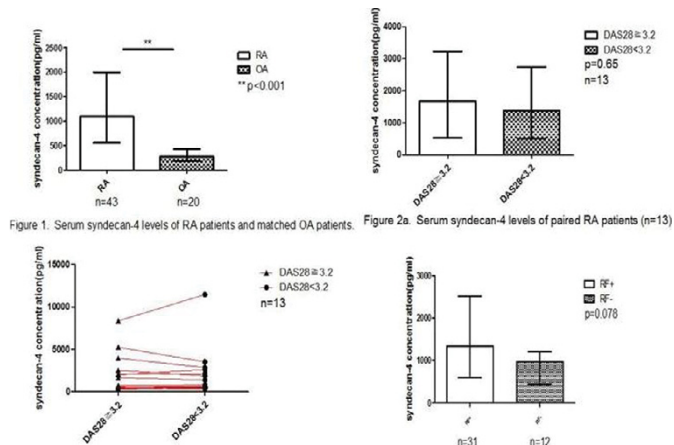 syndecan-4 concentration(pg/ml)
2500
2000
1500
1000
500
0
**
RA
OA
n=43
n=20
RA
OA
** p<0.001
Figure 1. Serum syndecan-4 levels of RA patients and matched OA patients.
syndecan-4 concentration(pg/ml)
4000
3000
2000
1000
0
DAS28≧3.2
DAS28<3.2
DAS28≧3.2
DAS28<3.2
p=0.65
n=13
Figure 2a. Serum syndecan-4 levels of paired RA patients (n=13)
syndecan-4 concentration(pg/ml)
15000
10000
5000
0
DAS28≧3.2
DAS28<3.2
DAS28≧3.2
DAS28<3.2
n=13
syndecan-4 concentration(pg/ml)
3000
2000
1000
0
n=31
n=12
RF+
RF-
p=0.078